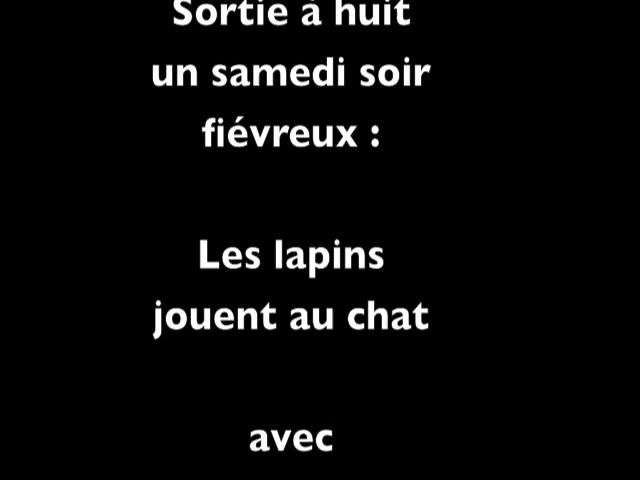 Sortie à huit
un samedi soir
fiévreux :
Les lapins
jouent au chat
avec